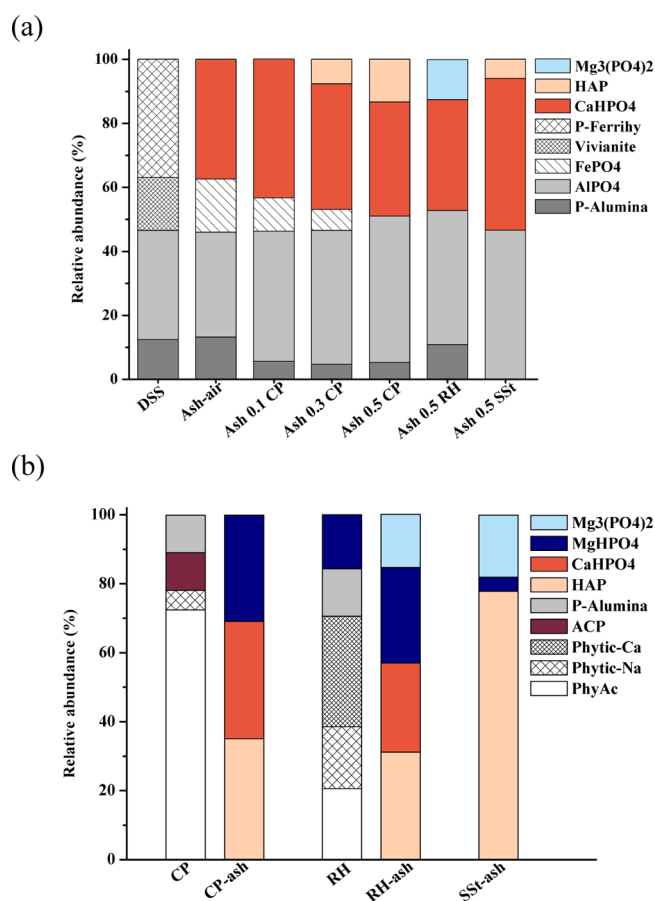 (a)
Relative abundance (%)
100
80
60
40
20
0
DSS
Ash-air
Ash 0.1 CP
Ash 0.3 CP
Ash 0.5 CP
Ash 0.5 RH
Ash 0.5 SSt
Mg3(PO4)2
HAP
CaHPO4
P-Ferrihy
Vivianite
FePO4
AlPO4
P-Alumina
(b)
Relative abundance (%)
100
80
60
40
20
0
CP
CP-ash
RH
RH-ash
SSt-ash
Mg3(PO4)2
MgHPO4
CaHPO4
HAP
P-Alumina
ACP
Phytic-Ca
Phytic-Na
PhyAc